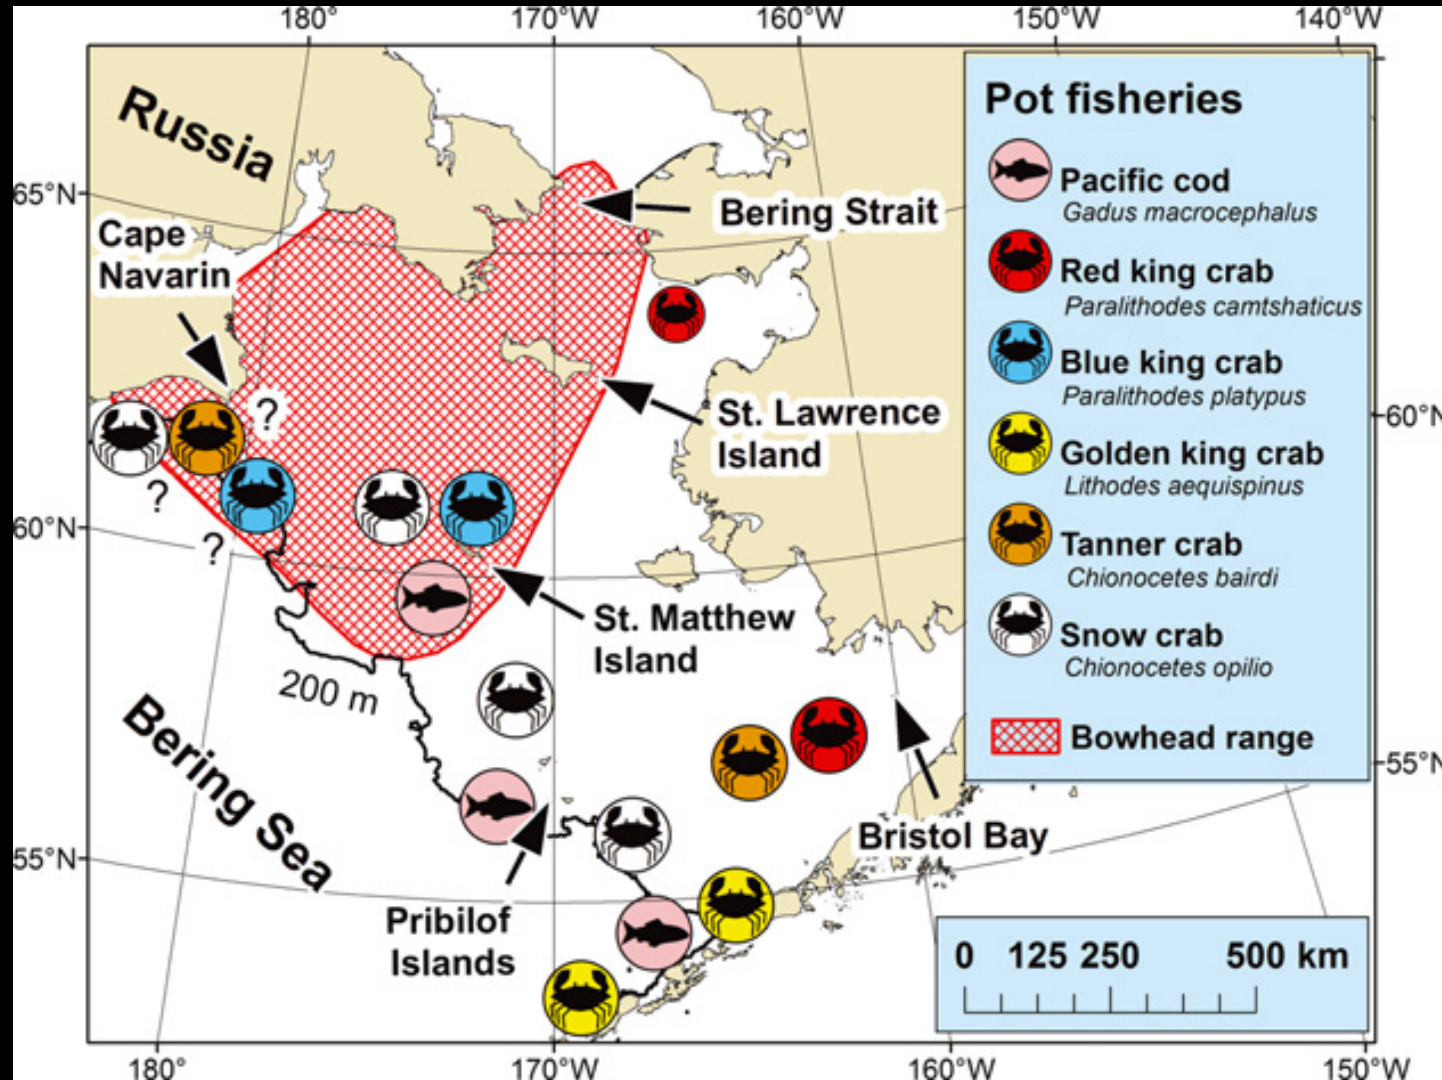 180°
170°W
160°W
150°W
140°W
Russia
65°N
Cape
Navarin
Bering Strait
?
St. Lawrence
Island
?
60°N
?
60°N
St. Matthew
Island
200 m
Bering Sea
55°N
Pribilof
Islands
Bristol Bay
55°N
Pot fisheries
Pacific cod
Gadus macrocephalus
Red king crab
Paralithodes camtshaticus
Blue king crab
Paralithodes platypus
Golden king crab
Lithodes aequispinus
Tanner crab
Chionocetes bairdi
Snow crab
Chionocetes opilio
Bowhead range
0 125 250 500 km
180°
170°W
160°W
150°W